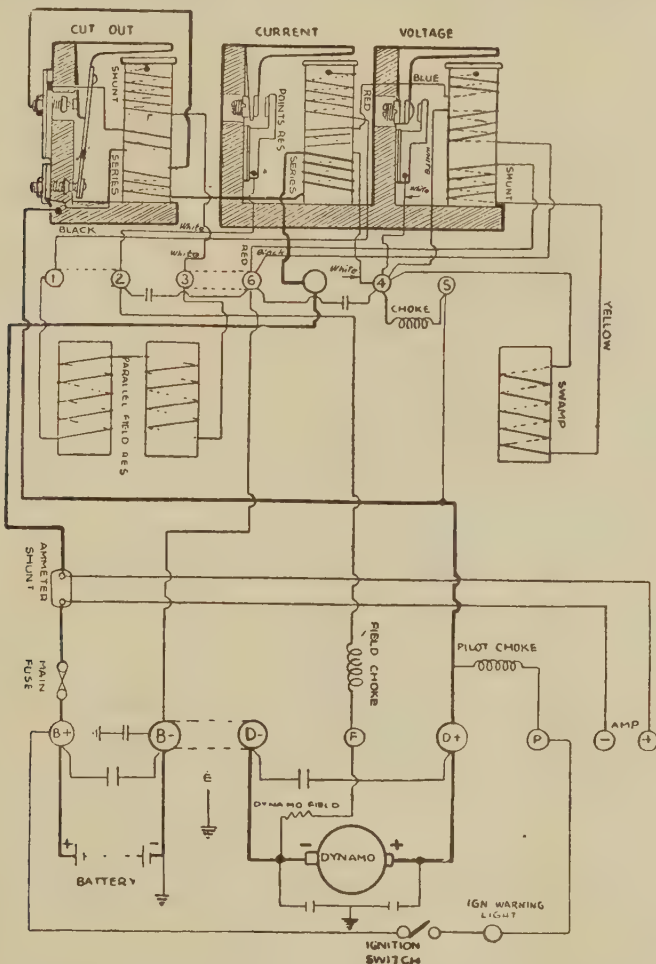 CUT OUT
CURRENT
VOLTAGE
SHUNT
SERIES
POINTS RES
SERIES
RED
BLUE
White
White
SHUNT
BLACK
White
White
RED
Black
White
1
2
3
6
4
5
CHOKE
YELLOW
PARALLEL FIELD RES
SWAMP
AMMETER
SHUNT
FIELD CHOKE
PILOT CHOKE
MAIN
FUSE
B+
B-
D-
F
D+
P
-
AMP
+
E
DYNAMO FIELD
+
-
BATTERY
-
DYNAMO
+
IGN WARNING
LIGHT
IGNITION
SWITCH